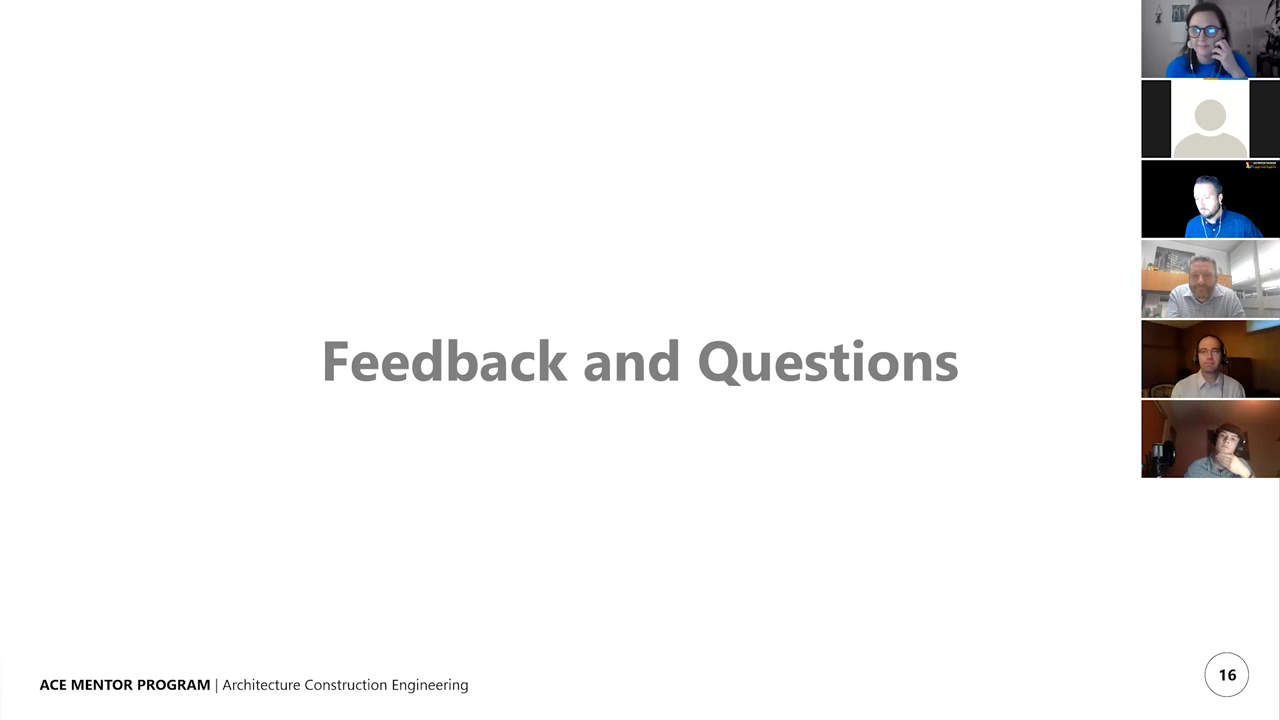 Feedback and Questions
ACE MENTOR PROGRAM | Architecture Construction Engineering
16